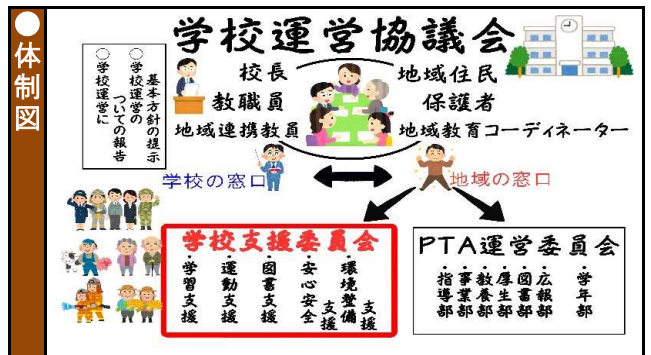 ●体制図
学校運営協議会
○学校運営に
ついての報告
○学校運営の
基本方針の提示
校長
教職員
地域連携教員
地域住民
保護者
地域教育コーディネーター
学校の窓口
地域の窓口
学校支援委員会
・学習支援
・運動支援
・図書支援
・安心安全支援
・環境整備支援
PTA運営委員会
・指導部
・事業部
・教養部
・厚生部
・図書部
・広報部
・学年部